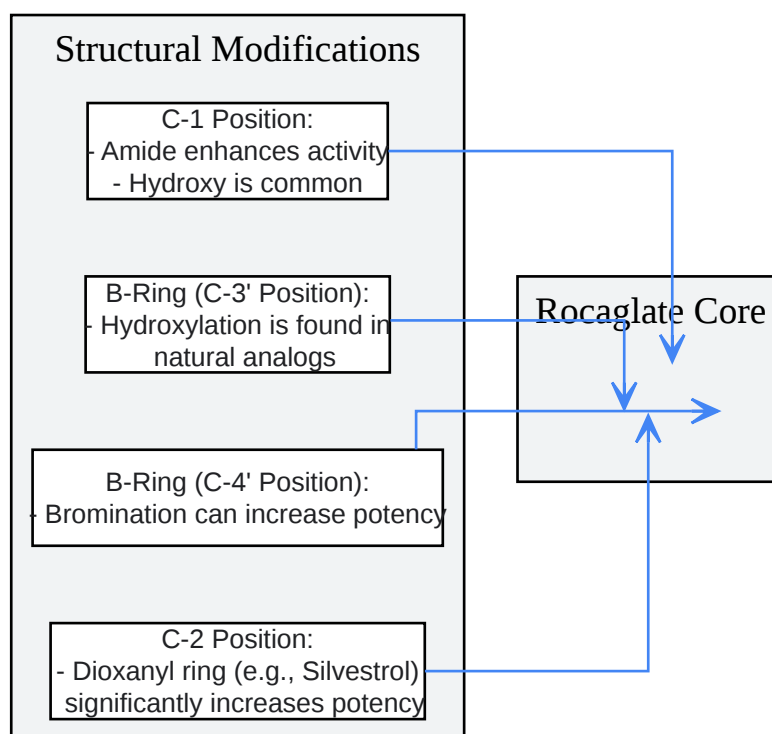 Structural Modifications
C-1 Position:
- Amide enhances activity
- Hydroxy is common
B-Ring (C-3' Position):
- Hydroxylation is found in
natural analogs
Rocaglate Core
B-Ring (C-4' Position):
- Bromination can increase potency
C-2 Position:
- Dioxanyl ring (e.g., Silvestrol)
significantly increases potency